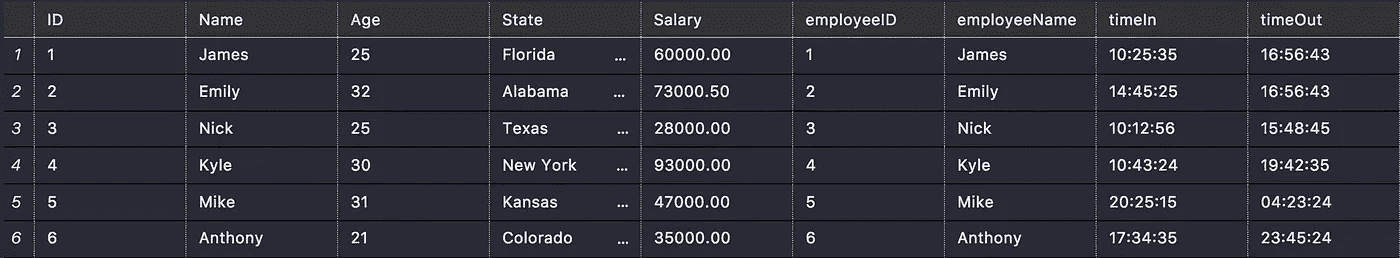 ID Name Age State Salary employeeID employeeName timeIn timeOut
1 1 James 25 Florida ... 60000.00 1 James 10:25:35 16:56:43
2 2 Emily 32 Alabama ... 73000.50 2 Emily 14:45:25 16:56:43
3 3 Nick 25 Texas ... 28000.00 3 Nick 10:12:56 15:48:45
4 4 Kyle 30 New York ... 93000.00 4 Kyle 10:43:24 19:42:35
5 5 Mike 31 Kansas ... 47000.00 5 Mike 20:25:15 04:23:24
6 6 Anthony 21 Colorado ... 35000.00 6 Anthony 17:34:35 23:45:24